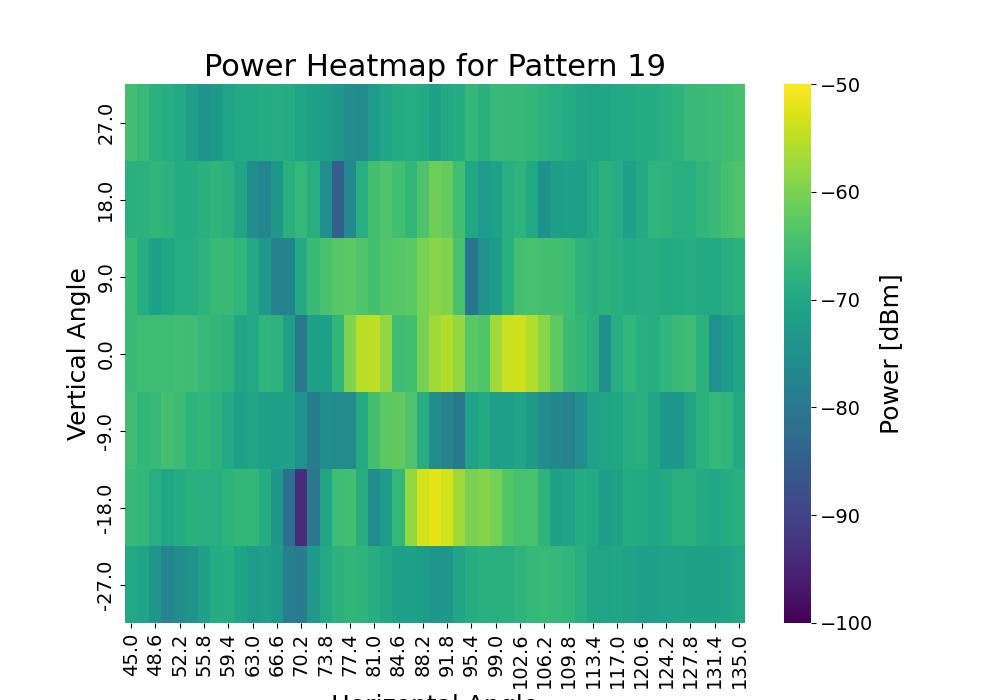 Power Heatmap for Pattern 19
Vertical Angle
27.0
18.0
9.0
0.0
-9.0
-18.0
-27.0
45.0 48.6 52.2 55.8 59.4 63.0 66.6 70.2 73.8 77.4 81.0 84.6 88.2 91.8 95.4 99.0 102.6 106.2 109.8 113.4 117.0 120.6 124.2 127.8 131.4 135.0
Horizontal Angle
−50
−60
−70
−80
−90
−100
Power [dBm]